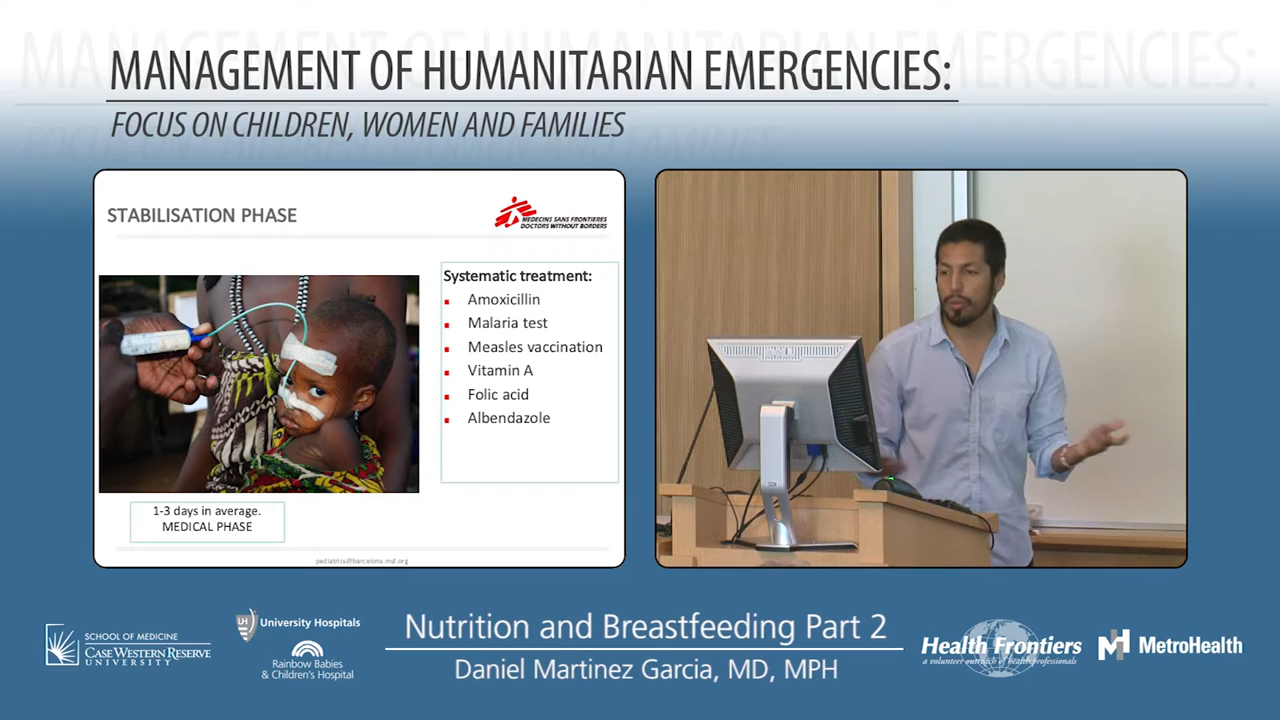 MANAGEMENT OF HUMANITARIAN EMERGENCIES:
FOCUS ON CHILDREN, WOMEN AND FAMILIES
STABILISATION PHASE
MEDECINS SANS FRONTIERES
DOCTORS WITHOUT BORDERS
Systematic treatment:
Amoxicillin
Malaria test
Measles vaccination
Vitamin A
Folic acid
Albendazole
1-3 days in average.
MEDICAL PHASE
pediatrics@barcelona.msf.org
SCHOOL OF MEDICINE
CASE WESTERN RESERVE
UNIVERSITY
UH
University Hospitals
Rainbow Babies
& Children's Hospital
Nutrition and Breastfeeding Part 2
Daniel Martinez Garcia, MD, MPH
Health Frontiers
a volunteer outreach of health professionals
MetroHealth